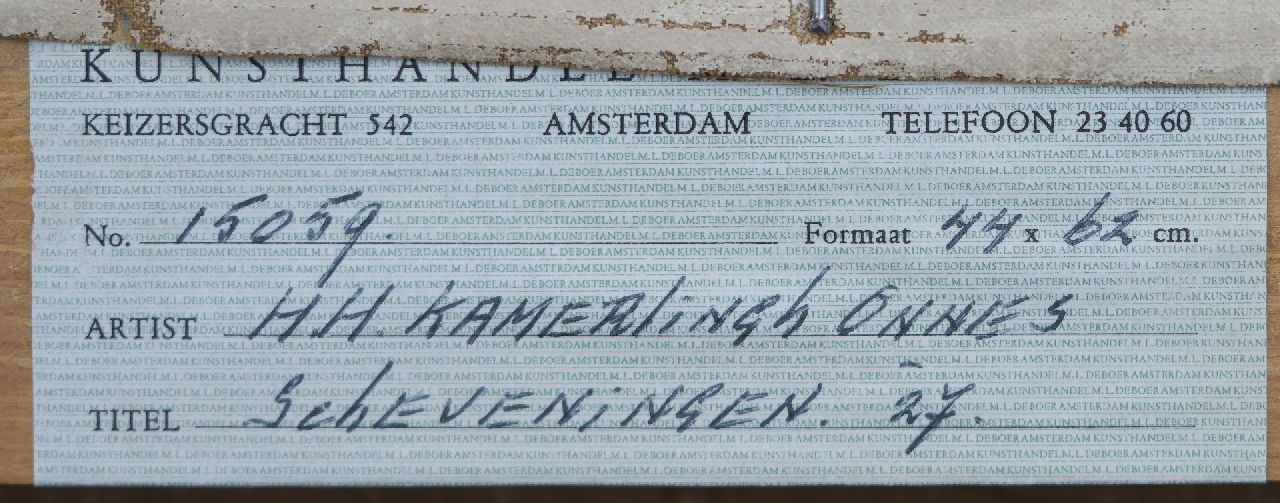 KUNSTHANDEL
KEIZERSGRACHT 542 AMSTERDAM TELEFOON 23 40 60
No. 15059. Formaat 44 x 62 cm.
ARTIST H.H. KAMERlingh ONNES
TITEL SchEVENiNGEN. '27.